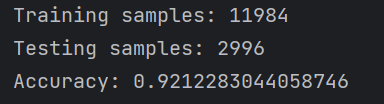 Training samples: 11984
Testing samples: 2996
Accuracy: 0.9212283044058746